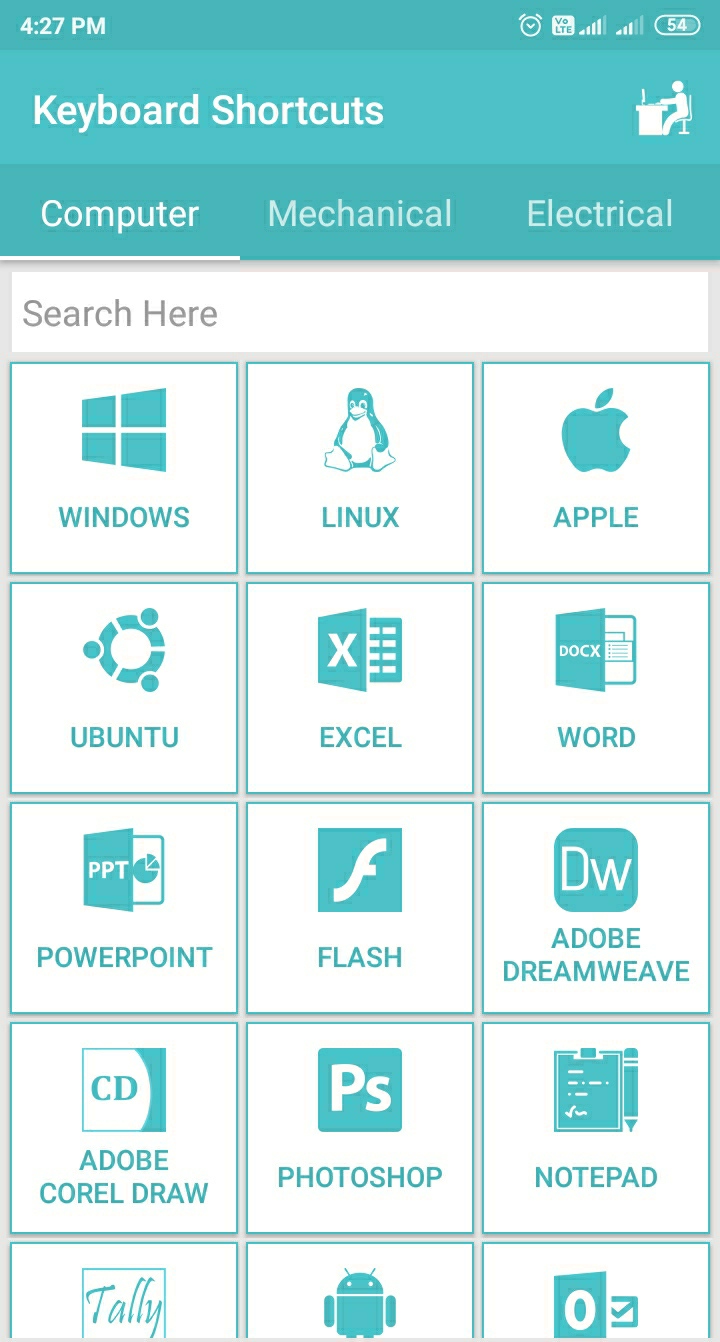 4:27 PM
Vo LTE
54
Keyboard Shortcuts
Computer Mechanical Electrical
Search Here
WINDOWS LINUX APPLE
X DOCX
UBUNTU EXCEL WORD
PPT f Dw
POWERPOINT FLASH ADOBE
DREAMWEAVE
CD Ps
ADOBE
COREL DRAW PHOTOSHOP NOTEPAD
Tally O